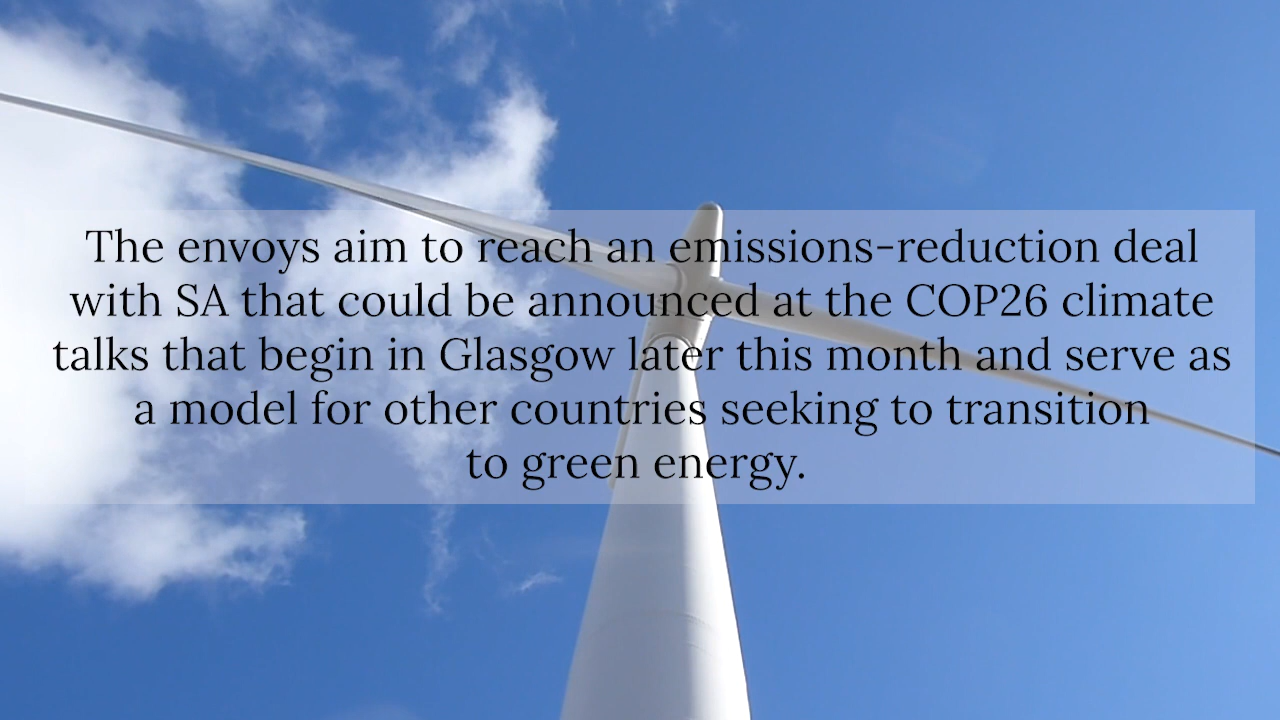 The envoys aim to reach an emissions-reduction deal
with SA that could be announced at the COP26 climate
talks that begin in Glasgow later this month and serve as
a model for other countries seeking to transition
to green energy.